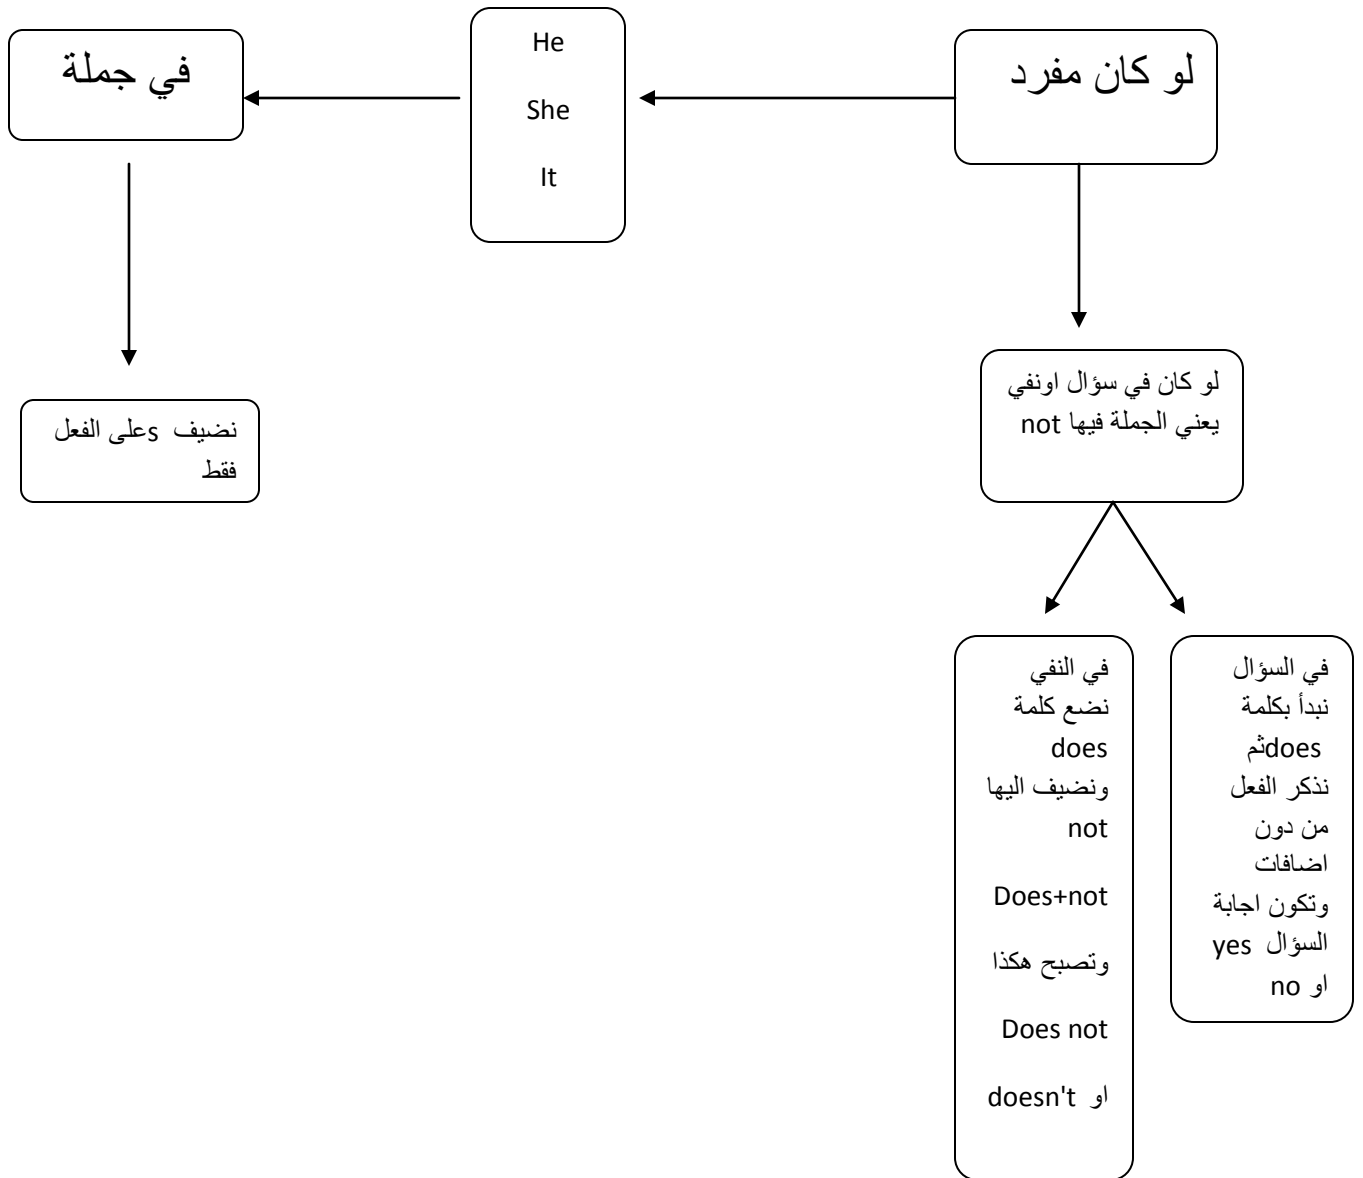 لو كان مفرد
He
She
It
في جملة
نضيف sعلى الفعل
فقط
لو كان في سؤال اونفي
يعني الجملة فيها not
في السؤال
نبدأ بكلمة
doesثم
نذكر الفعل
من دون
اضافات
وتكون اجابة
السؤال yes
او no
في النفي
نضع كلمة
does
ونضيف اليها
not
Does+not
وتصبح هكذا
Does not
او doesn't